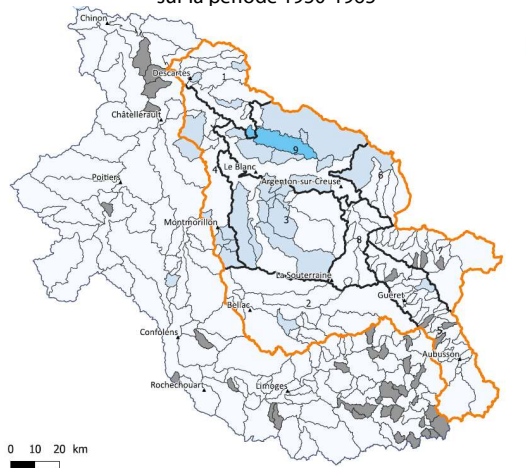 sur la période 1950-1965
Chinon
Descartes
1
Châtellerault
9
Le Blanc
4
Poitiers
Argenton-sur-Creuse
6
Montmorillon
3
8
La Souterraine
Guéret
2
Bellac
5
Confolens
Aubusson
Rochechouart
Limoges
0 10 20 km